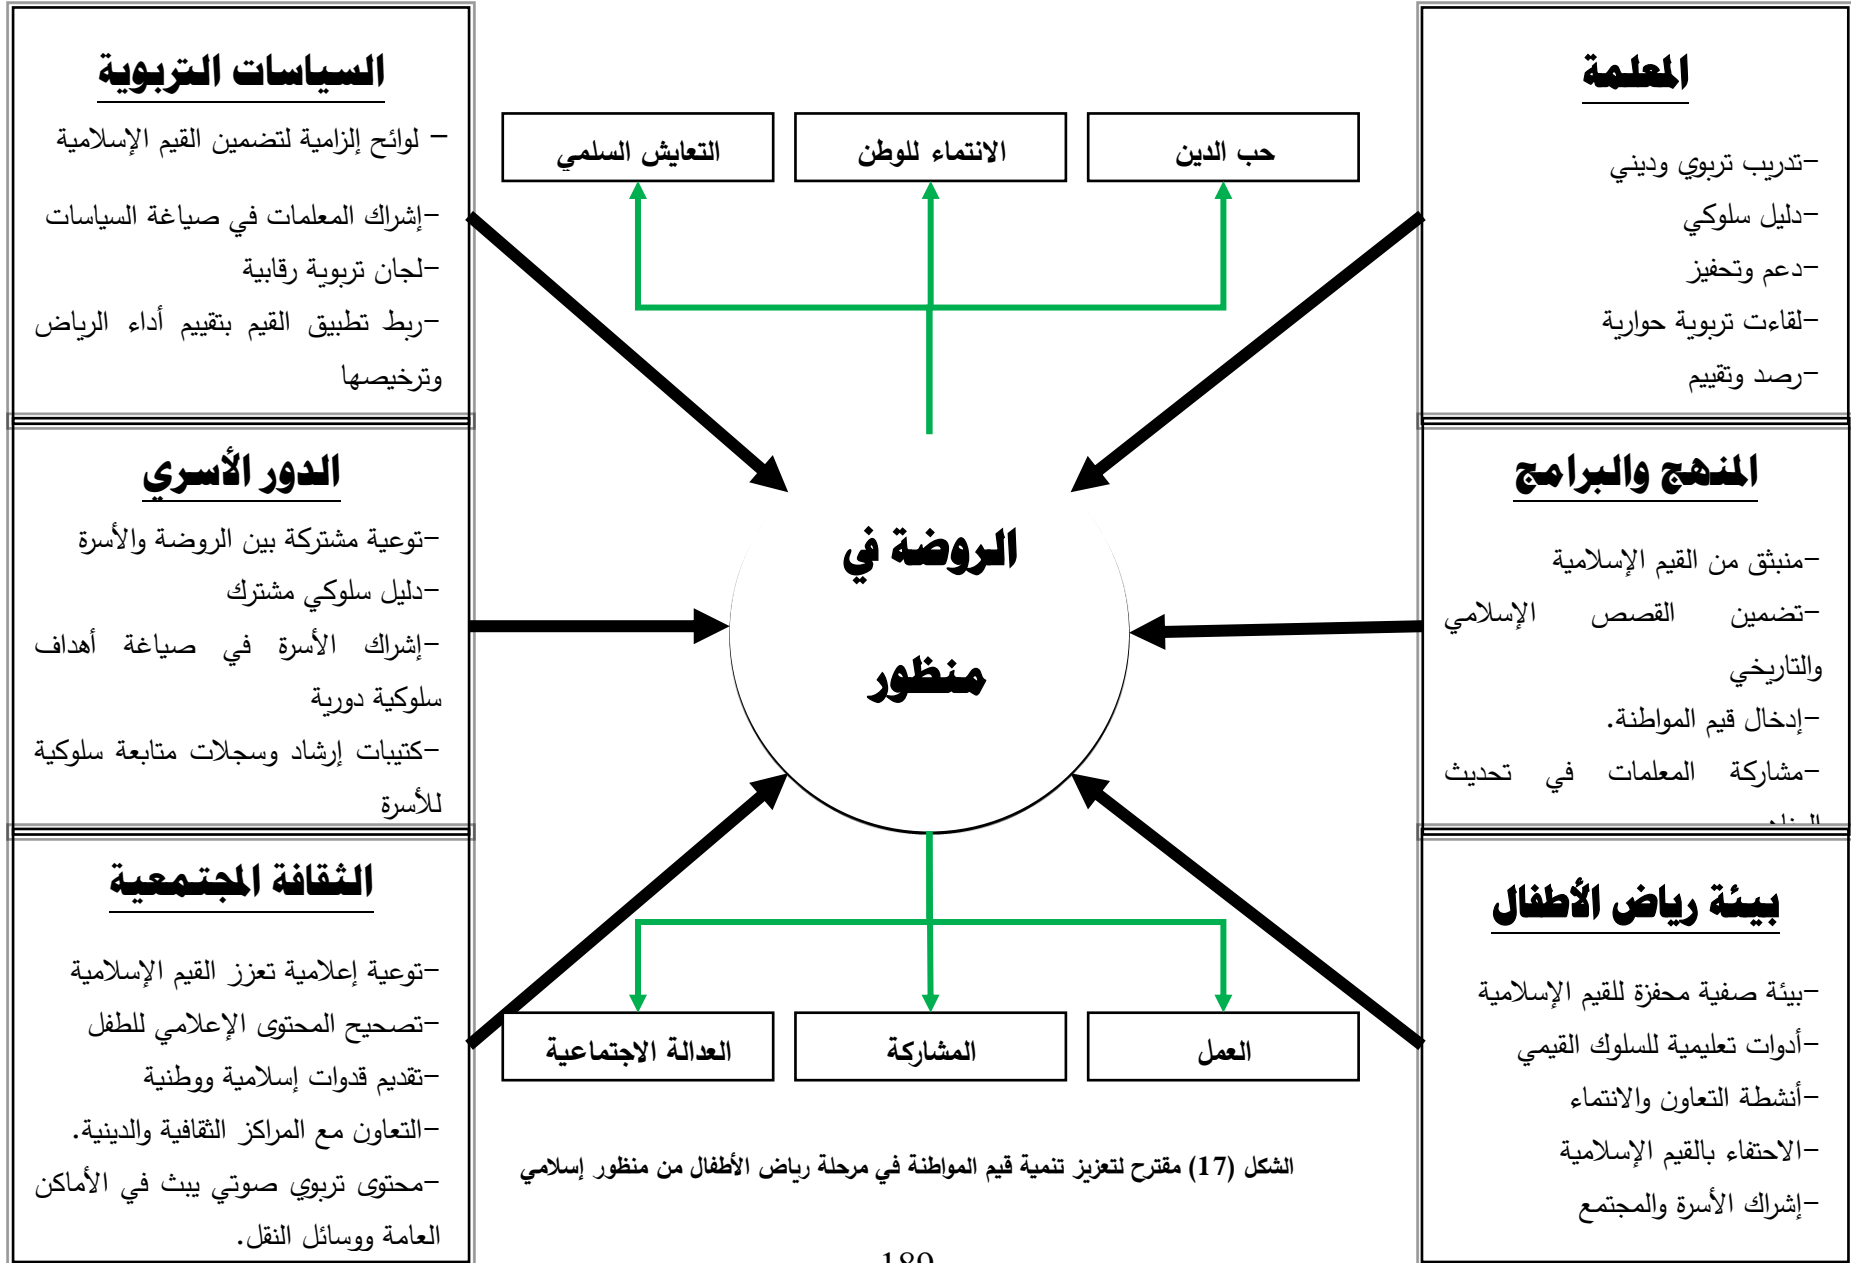 المعلمة
-تدريب تربوي وديني
-دليل سلوكي
-دعم وتحفيز
-لقاءت تربوية حوارية
-رصد وتقييم
المنهج والبرامج
-منبثق من القيم الإسلامية
-تضمين القصص الإسلامي
والتاريخي
-إدخال قيم المواطنة.
-مشاركة المعلمات في تحديث
بيئة رياض الأطفال
-بيئة صفية محفزة للقيم الإسلامية
-أدوات تعليمية للسلوك القيمي
-أنشطة التعاون والانتماء
-الاحتفاء بالقيم الإسلامية
-إشراك الأسرة والمجتمع
حب الدين
الانتماء للوطن
التعايش السلمي
الروضة في
منظور
العمل
المشاركة
العدالة الاجتماعية
السياسات التربوية
- لوائح إلزامية لتضمين القيم الإسلامية
-إشراك المعلمات في صياغة السياسات
-لجان تربوية رقابية
-ربط تطبيق القيم بتقييم أداء الرياض
وترخيصها
الدور الأسري
-توعية مشتركة بين الروضة والأسرة
-دليل سلوكي مشترك
-إشراك الأسرة في صياغة أهداف
سلوكية دورية
-كتيبات إرشاد وسجلات متابعة سلوكية
للأسرة
الثقافة المجتمعية
-توعية إعلامية تعزز القيم الإسلامية
-تصحيح المحتوى الإعلامي للطفل
-تقديم قدوات إسلامية ووطنية
-التعاون مع المراكز الثقافية والدينية.
-محتوى تربوي صوتي يبث في الأماكن
العامة ووسائل النقل.
الشكل (17) مقترح لتعزيز تنمية قيم المواطنة في مرحلة رياض الأطفال من منظور إسلامي